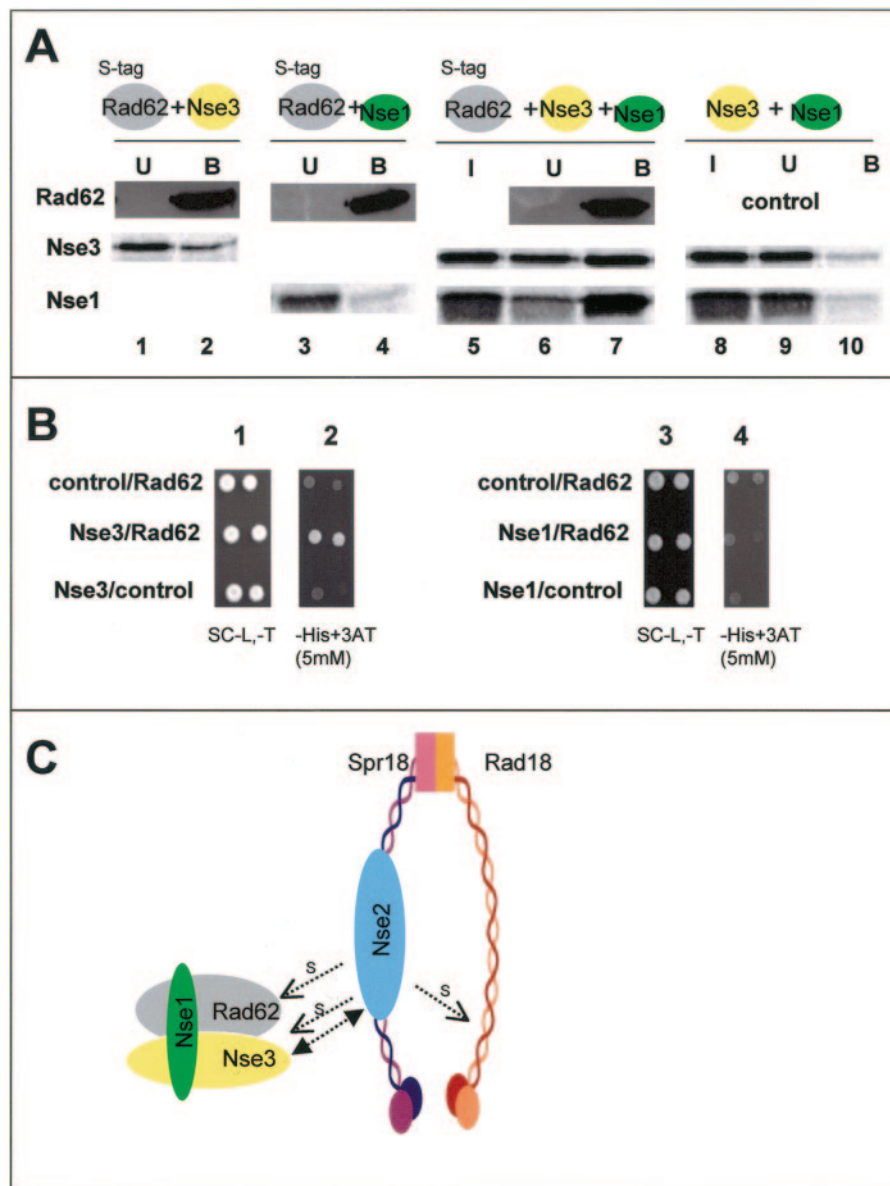 A
S-tag S-tag S-tag
Rad62+Nse3 Rad62+Nse1 Rad62 +Nse3 +Nse1 Nse3 + Nse1
U B U B I U B I U B
Rad62 control
Nse3
Nse1
1 2 3 4 5 6 7 8 9 10
B
1 2 3 4
control/Rad62 control/Rad62
Nse3/Rad62 Nse1/Rad62
Nse3/control Nse1/control
SC-L,-T -His+3AT SC-L,-T -His+3AT
(5mM) (5mM)
C
Spr18 Rad18
Nse2
s
s
s
Nse1
Rad62
Nse3